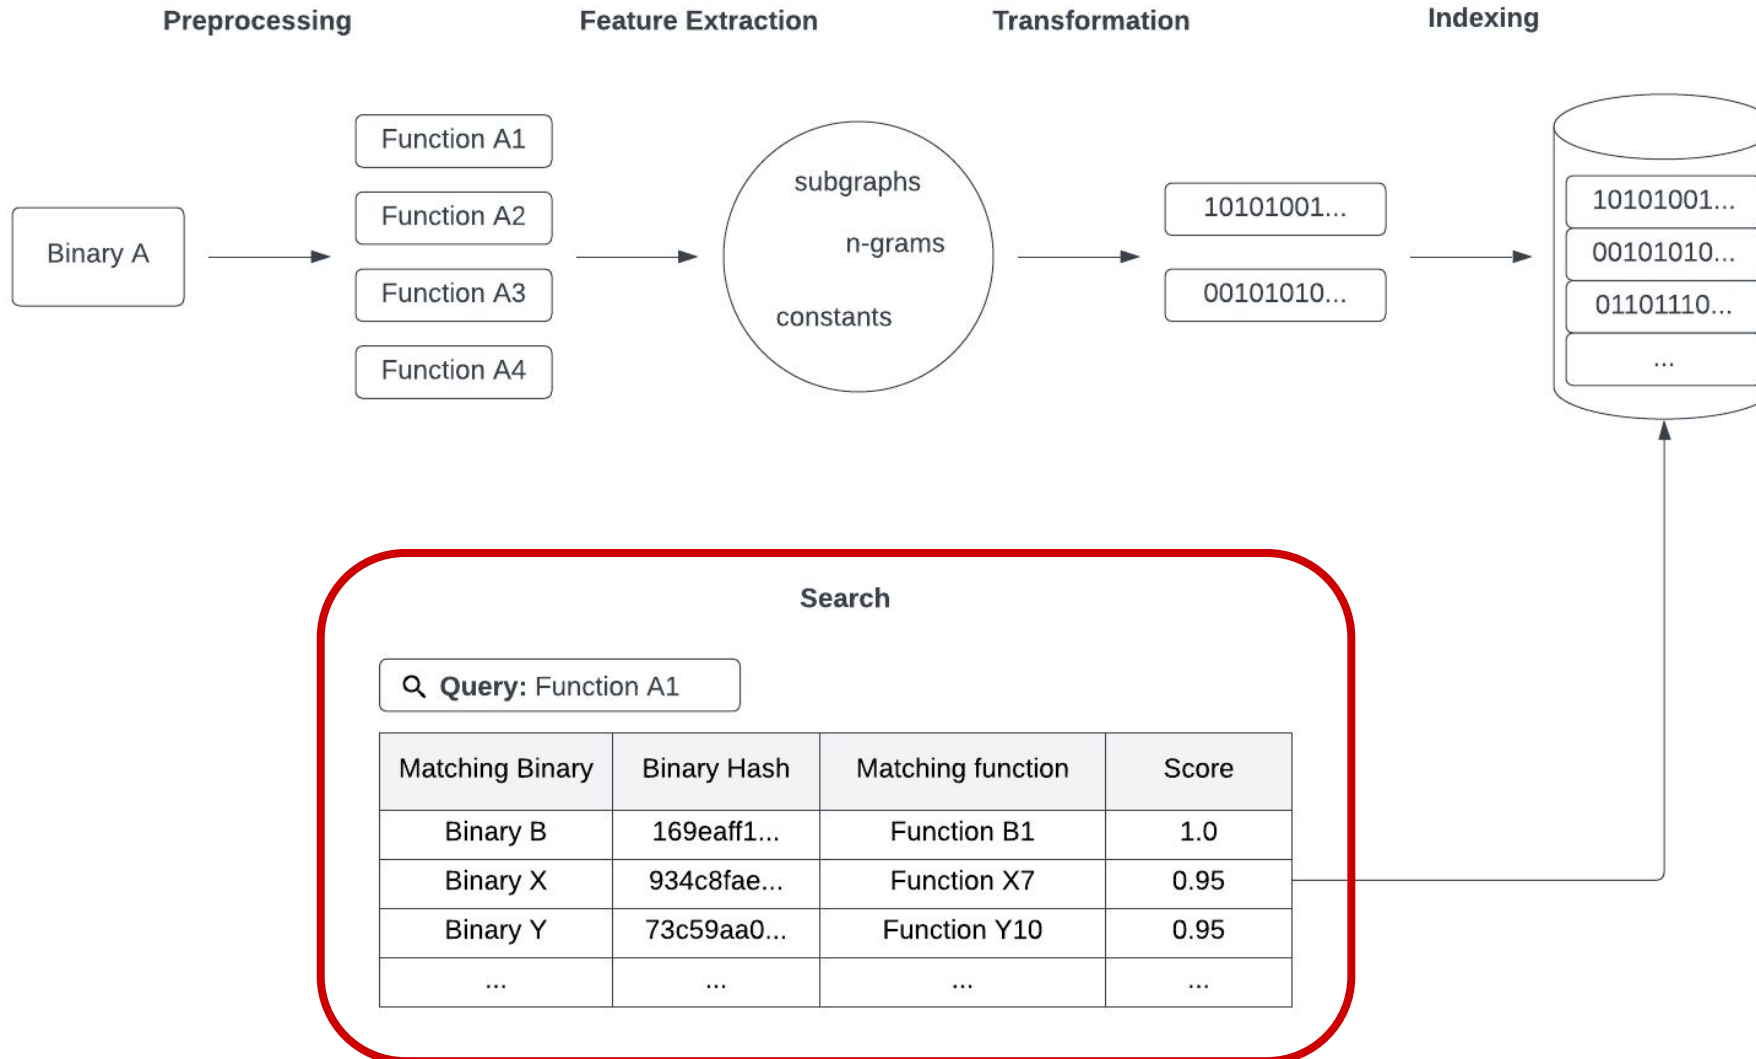 Preprocessing
Feature Extraction
Transformation
Indexing
Binary A
Function A1
Function A2
Function A3
Function A4
subgraphs
n-grams
constants
10101001...
00101010...
10101001...
00101010...
01101110...
...
Search
Query: Function A1
Matching Binary Binary Hash Matching function Score
Binary B 169eaff1... Function B1 1.0
Binary X 934c8fae... Function X7 0.95
Binary Y 73c59aa0... Function Y10 0.95
... ... ... ...